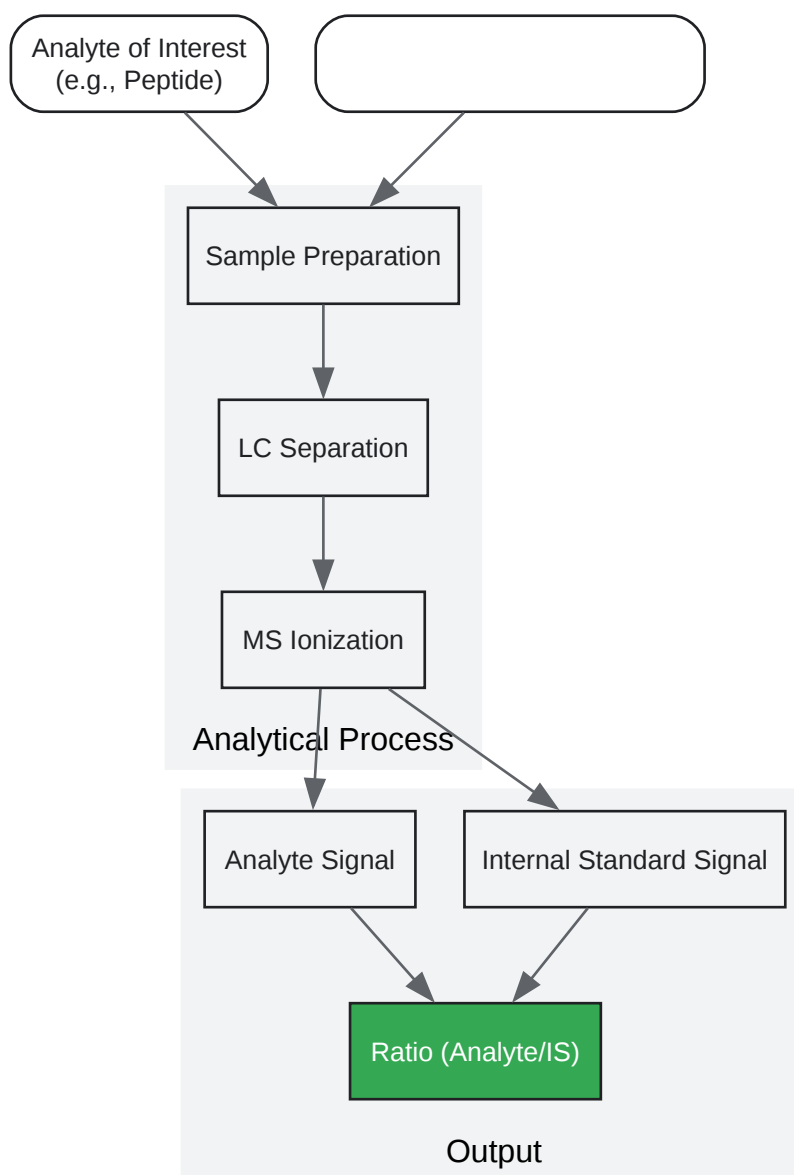 Analyte of Interest
(e.g., Peptide)
Sample Preparation
LC Separation
MS Ionization
Analytical Process
Analyte Signal
Internal Standard Signal
Ratio (Analyte/IS)
Output